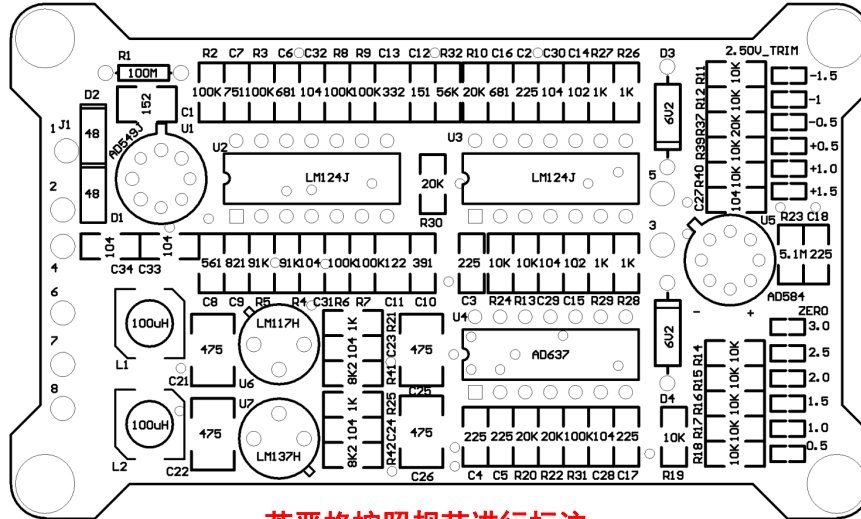 2.50V_TRIM
R1
100M
R2 C7 R3 C6 C32 R8 R9 C13 C12 R32 R10 C16 C2 C30 C14 R27 R26
D3
100K 751 100K 681 104 100K 100K 332 151 56K 20K 681 225 104 102 1K 1K
R11 10K -1.5
R12 10K -1
R37 20K -0.5
R39 10K +0.5
R40 10K +1.0
C27 104 +1.5
D2
152
C1
1 J1
48
AD549J
U1
U2
LM124J
U3
LM124J
6U2
5
2
48
20K
D1
R30
3
U5
R23 C18
104 104
C34 C33
4
561 821 91K 91K 104 100K 100K 122 391
225 10K 10K 104 102 1K 1K
5.1M 225
C8 C9 R5 R4 C31 R6 R7 C11 C10
C3 R24 R13 C29 C15 R29 R28
AD584
- +
ZERO
6
100uH
L1
475
C21
LM117H
U6
1K R21
104 C23
8K2 R41
475
C25
U4
AD637
6U2
D4
3.0
R14 10K 2.5
R15 10K 2.0
R16 10K 1.5
R17 10K 1.0
R18 10K 0.5
7
8
100uH
L2
475
C22
U7
LM137H
1K R25
104 C24
8K2 R42
475
C26
225 225 20K 20K 100K 104 225
C4 C5 R20 R22 R31 C28 C17
10K
R19